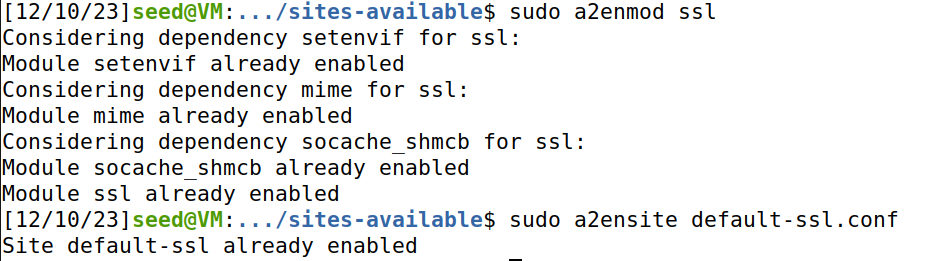 [12/10/23]seed@VM:.../sites-available$ sudo a2enmod ssl
Considering dependency setenvif for ssl:
Module setenvif already enabled
Considering dependency mime for ssl:
Module mime already enabled
Considering dependency socache_shmcb for ssl:
Module socache_shmcb already enabled
Module ssl already enabled
[12/10/23]seed@VM:.../sites-available$ sudo a2ensite default-ssl.conf
Site default-ssl already enabled